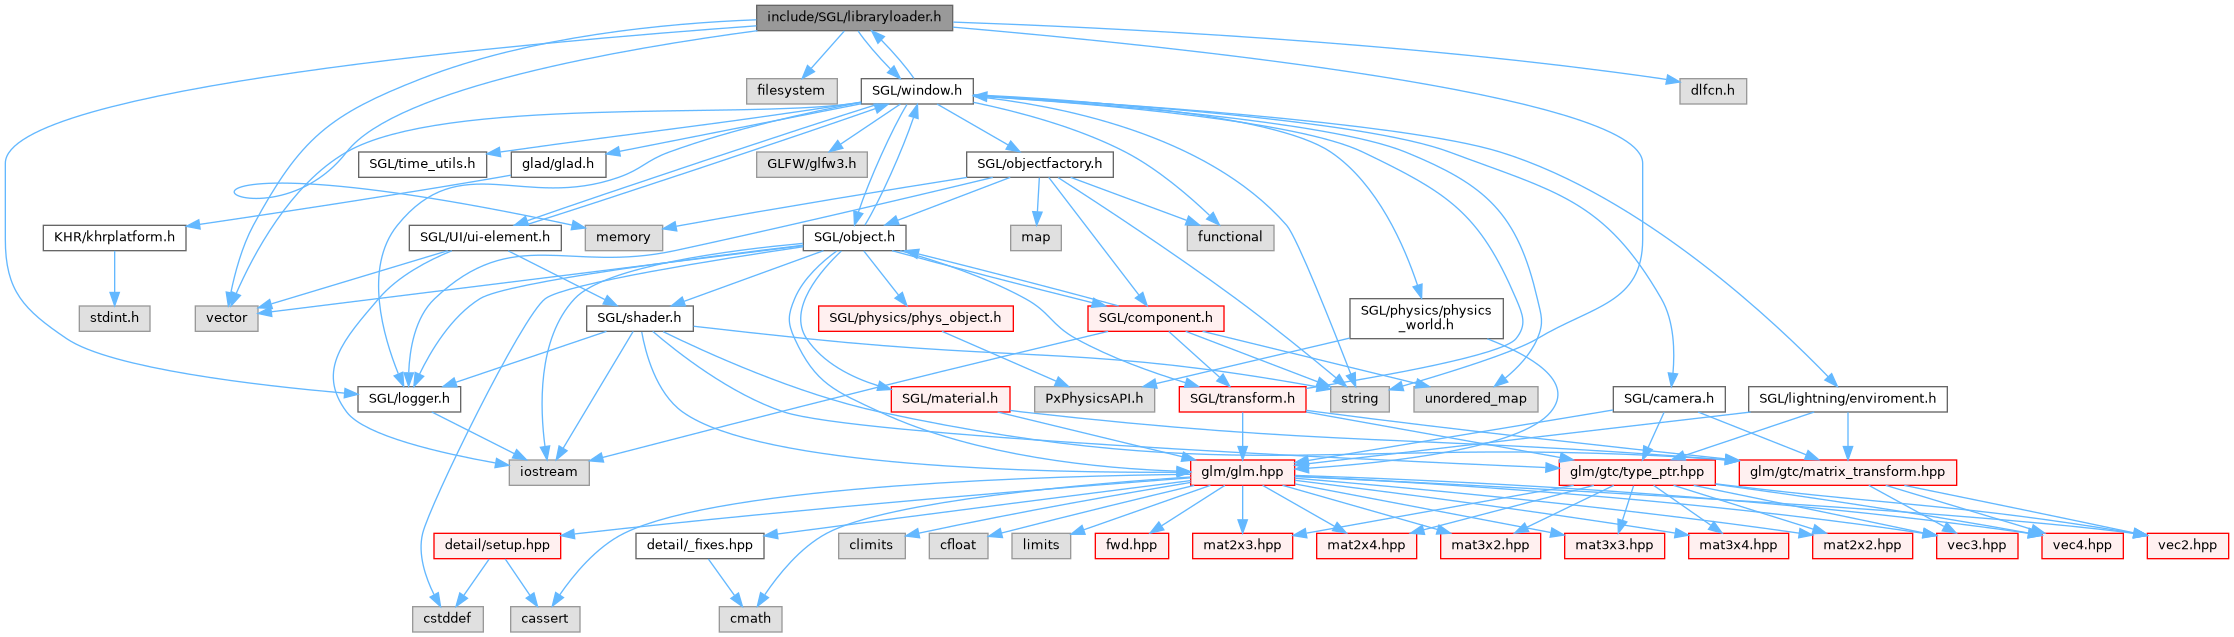 include/SGL/libraryloader.h
filesystem
SGL/window.h
dlfcn.h
SGL/time_utils.h
glad/glad.h
GLFW/glfw3.h
SGL/objectfactory.h
KHR/khrplatform.h
SGL/UI/ui-element.h
memory
SGL/object.h
map
functional
stdint.h
vector
SGL/shader.h
SGL/physics/phys_object.h
SGL/component.h
SGL/physics/physics
_world.h
SGL/logger.h
SGL/material.h
PxPhysicsAPI.h
SGL/transform.h
string
unordered_map
SGL/camera.h
SGL/lightning/enviroment.h
iostream
glm/glm.hpp
glm/gtc/type_ptr.hpp
glm/gtc/matrix_transform.hpp
detail/setup.hpp
detail/_fixes.hpp
climits
cfloat
limits
fwd.hpp
mat2x3.hpp
mat2x4.hpp
mat3x2.hpp
mat3x3.hpp
mat3x4.hpp
mat2x2.hpp
vec3.hpp
vec4.hpp
vec2.hpp
cstddef
cassert
cmath